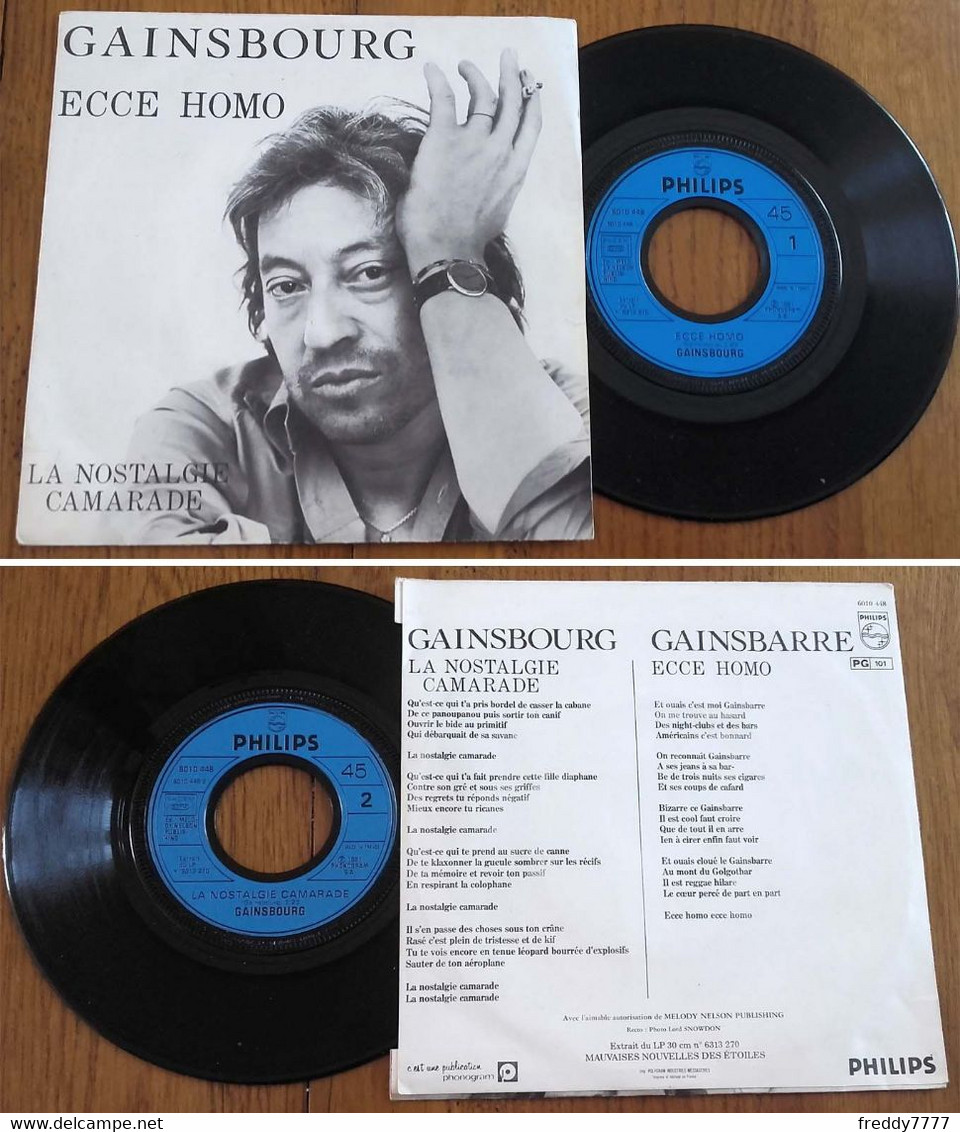 GAINSBOURG
ECCE HOMO
LA NOSTALGIE
CAMARADE
PHILIPS
6010 448
45
1
ECCE HOMO
GAINSBOURG
PHILIPS
6010 448
45
2
LA NOSTALGIE CAMARADE
GAINSBOURG
6010 448
PHILIPS
PG 101
GAINSBOURG
LA NOSTALGIE
CAMARADE
Qu'est-ce qui t'a pris bordel de casser la cabane
De ce panoupanou puis sortir ton canif
Ouvrir le bide au primitif
Qui débarquait de sa savane
La nostalgie camarade
Qu'est-ce qui t'a fait prendre cette fille diaphane
Contre son gré et sous ses griffes
Des regrets tu réponds négatif
Mieux encore tu ricanes
La nostalgie camarade
Qu'est-ce qui te prend au sucre de canne
De te klaxonner la gueule sombrer sur les récifs
De ta mémoire et revoir ton passif
En respirant la colophane
La nostalgie camarade
Il s'en passe des choses sous ton crâne
Rasé c'est plein de tristesse et de kif
Tu te vois encore en tenue léopard bourrée d'explosifs
Sauter de ton aéroplane
La nostalgie camarade
La nostalgie camarade
GAINSBARRE
ECCE HOMO
Et ouais c'est moi Gainsbarre
On me trouve au hasard
Des night-clubs et des bars
Américains c'est bonnard
On reconnaît Gainsbarre
A ses jeans à sa bar-
Be de trois nuits ses cigares
Et ses coups de cafard
Bizarre ce Gainsbarre
Il est cool faut croire
Que de tout il en arre
Ien à cirer enfin faut voir
Et ouais cloué le Gainsbarre
Au mont du Golgothar
Il est reggae hilare
Le cœur percé de part en part
Ecce homo ecce homo
Avec l'aimable autorisation de MELODY NELSON PUBLISHING
Recto : Photo Lord SNOWDON
Extrait du LP 30 cm n° 6313 270
MAUVAISES NOUVELLES DES ÉTOILES
c'est une publication
phonogram
PHILIPS
freddy7777